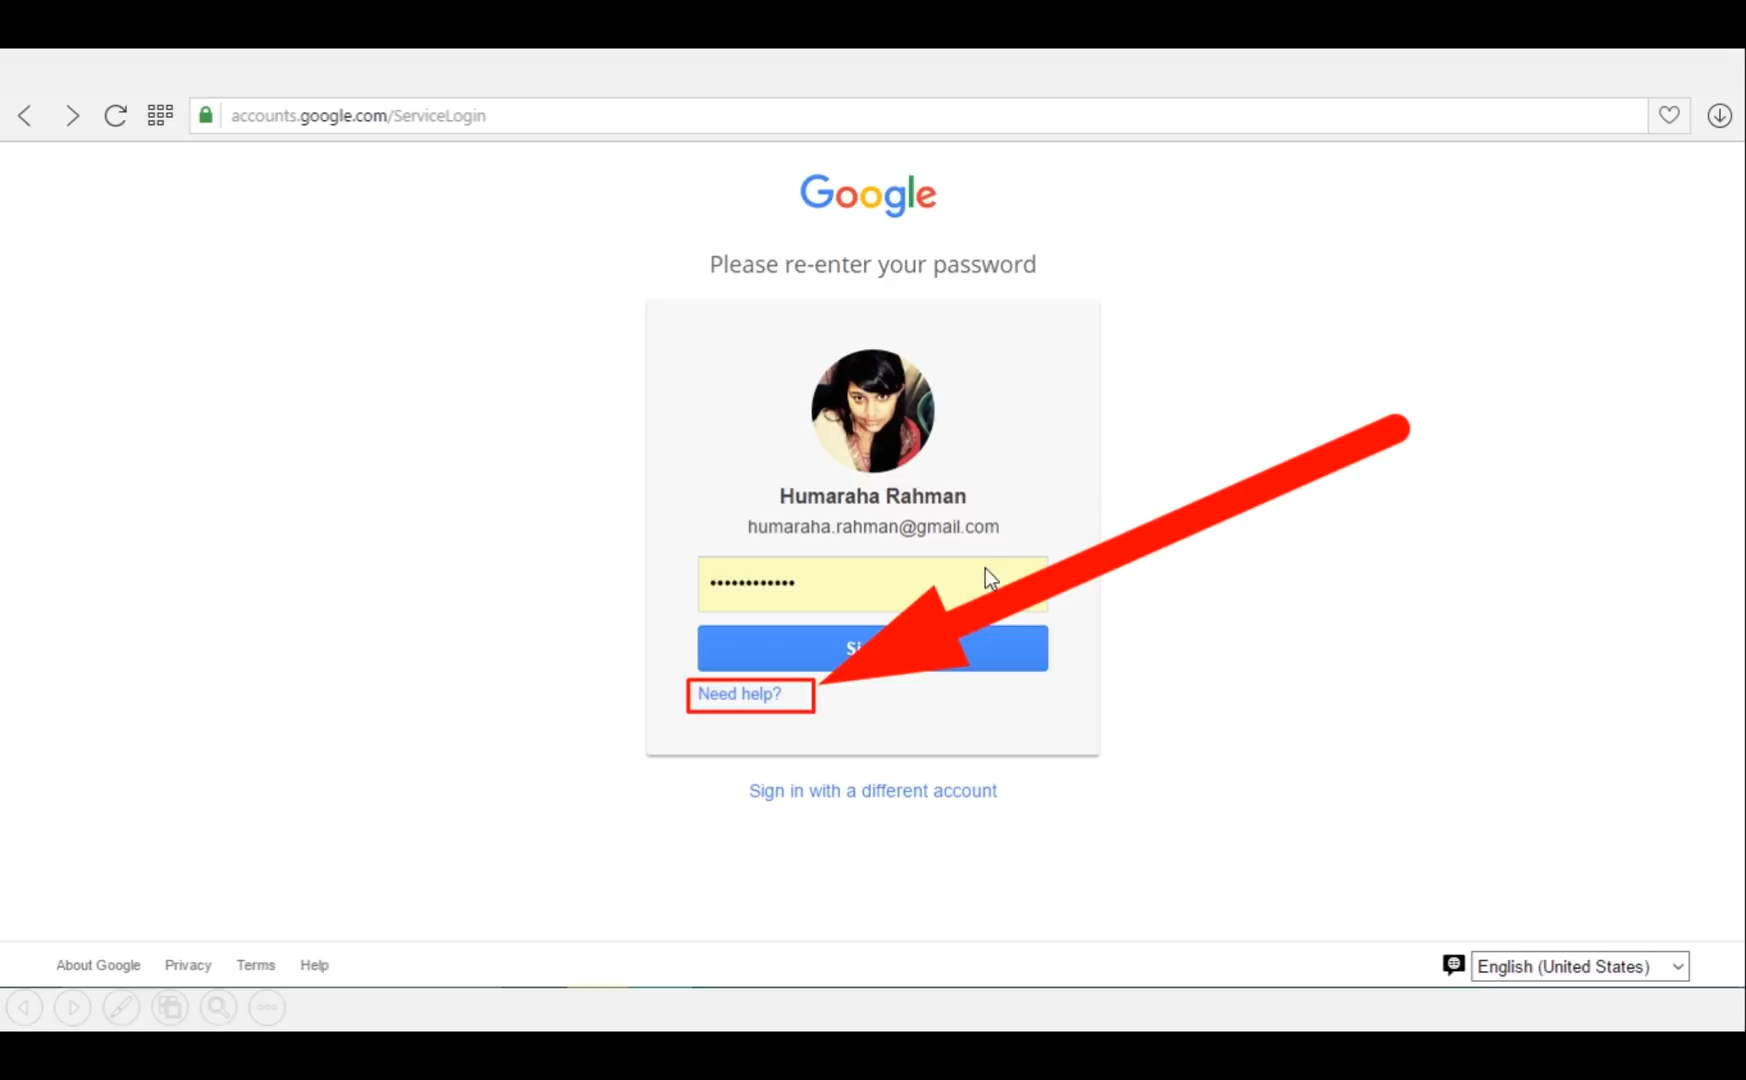 accounts.google.com/ServiceLogin
Google
Please re-enter your password
Humaraha Rahman
humaraha.rahman@gmail.com
••••••••••••
Need help?
Sign in with a different account
About Google Privacy Terms Help
English (United States)